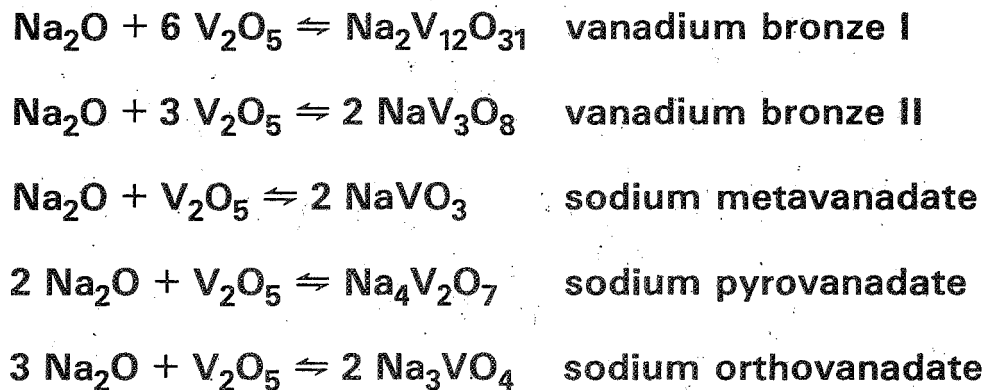 Na₂O + 6 V₂O₅ ⇋ Na₂V₁₂O₃₁ vanadium bronze I
Na₂O + 3 V₂O₅ ⇋ 2 NaV₃O₈ vanadium bronze II
Na₂O + V₂O₅ ⇋ 2 NaVO₃ sodium metavanadate
2 Na₂O + V₂O₅ ⇋ Na₄V₂O₇ sodium pyrovanadate
3 Na₂O + V₂O₅ ⇋ 2 Na₃VO₄ sodium orthovanadate